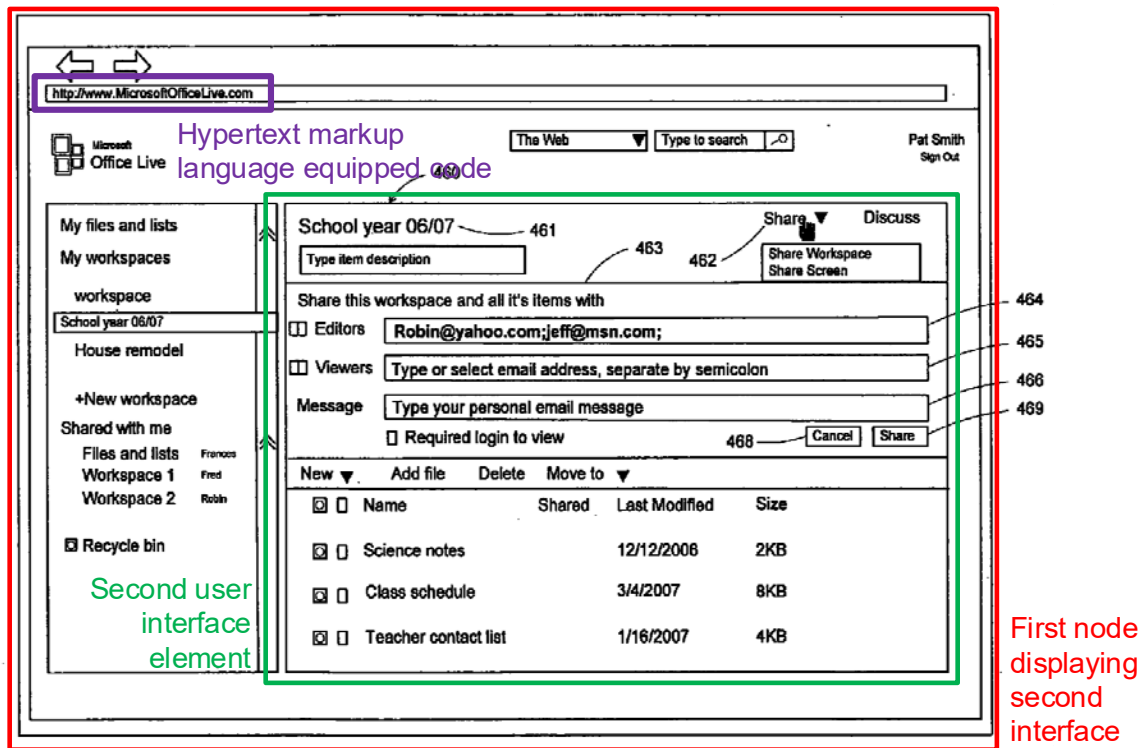 http://www.MicrosoftOfficeLive.com
Hypertext markup
language equipped code
Microsoft
Office Live
The Web
Type to search
Pat Smith
Sign Out
460
My files and lists
My workspaces
workspace
School year 06/07
House remodel
+New workspace
Shared with me
Files and lists Frances
Workspace 1 Fred
Workspace 2 Robin
Recycle bin
School year 06/07
461
Share
Discuss
Type item description
463
462
Share Workspace
Share Screen
Share this workspace and all it's items with
464
Editors Robin@yahoo.com;jeff@msn.com;
465
Viewers Type or select email address, separate by semicolon
466
Message Type your personal email message
469
Required login to view
468
Cancel Share
New Add file Delete Move to
Name Shared Last Modified Size
Science notes 12/12/2006 2KB
Class schedule 3/4/2007 8KB
Teacher contact list 1/16/2007 4KB
Second user
interface
element
First node
displaying
second
interface